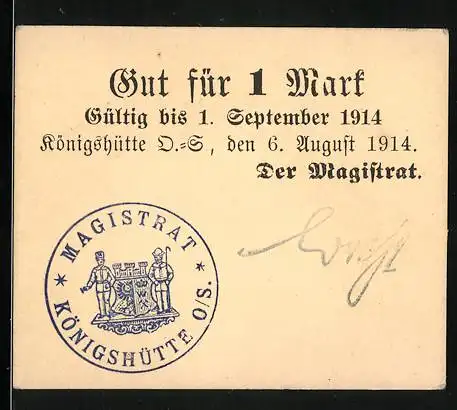 Gut für 1 Mark
Gültig bis 1. September 1914
Königshütte O.=S., den 6. August 1914.
Der Magistrat.
* MAGISTRAT *
KÖNIGSHÜTTE O/S.